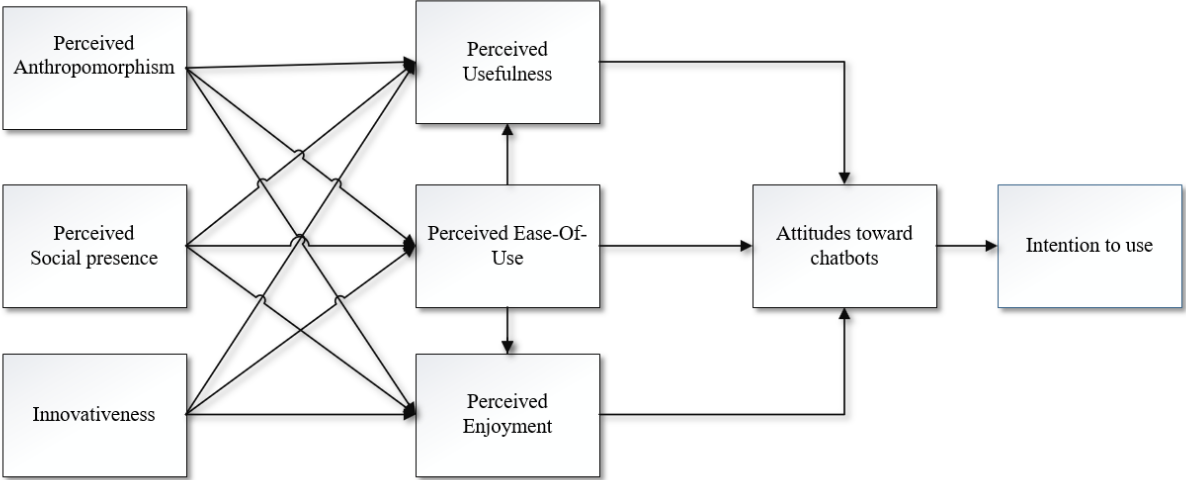 Perceived
Anthropomorphism
Perceived
Usefulness
Perceived
Social presence
Perceived Ease-Of-
Use
Attitudes toward
chatbots
Intention to use
Innovativeness
Perceived
Enjoyment